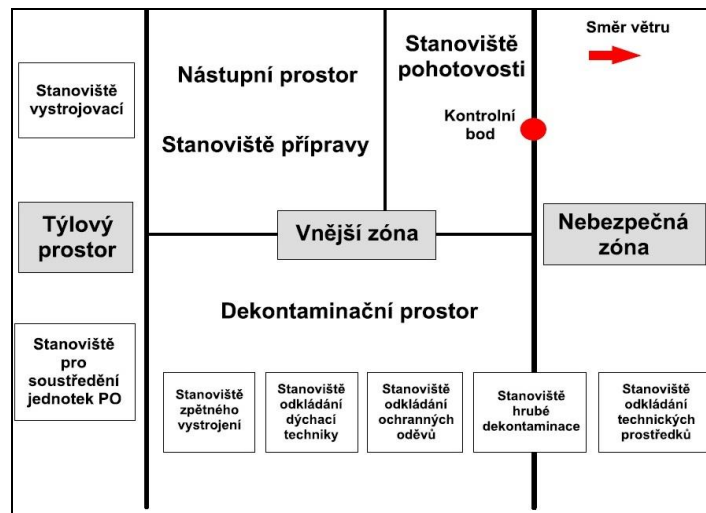 Stanoviště
vystrojovací
Týlový
prostor
Stanoviště
pro
soustředění
jednotek PO
Nástupní prostor
Stanoviště přípravy
Stanoviště
pohotovosti
Kontrolní
bod
Vnější zóna
Dekontaminační prostor
Stanoviště
zpětného
vystrojení
Stanoviště
odkládání
dýchací
techniky
Stanoviště
odkládání
ochranných
oděvů
Stanoviště
hrubé
dekontaminace
Směr větru
Nebezpečná
zóna
Stanoviště
odkládání
technických
prostředků